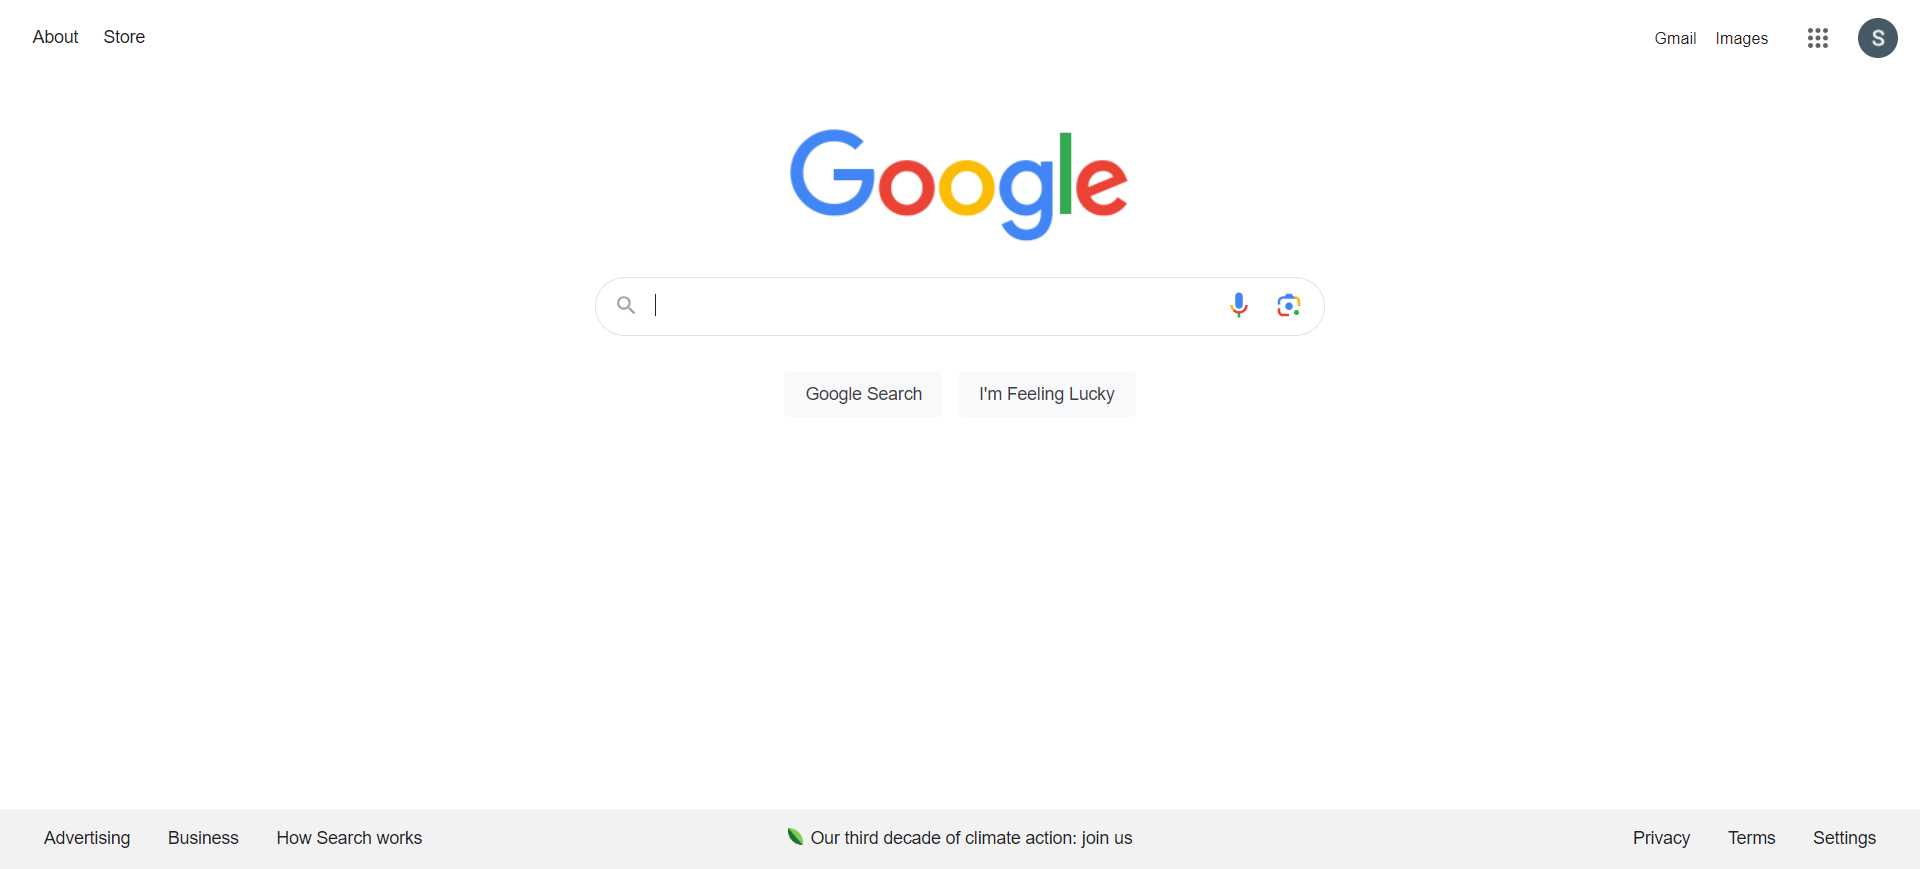 About Store
Gmail Images
S
Google
Google Search I'm Feeling Lucky
Advertising Business How Search works
Our third decade of climate action: join us
Privacy Terms Settings